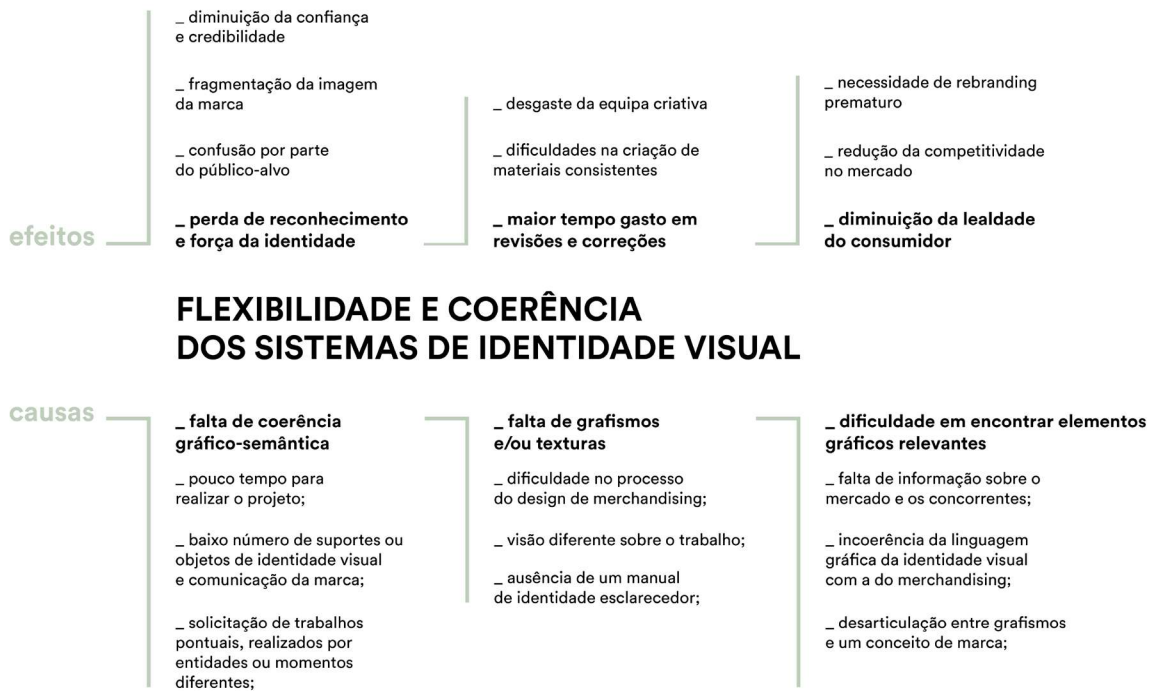 _ diminuição da confiança
e credibilidade
_ fragmentação da imagem
da marca
_ confusão por parte
do público-alvo
_ perda de reconhecimento
e força da identidade
_ desgaste da equipa criativa
_ dificuldades na criação de
materiais consistentes
_ maior tempo gasto em
revisões e correções
_ necessidade de rebranding
prematuro
_ redução da competitividade
no mercado
_ diminuição da lealdade
do consumidor
efeitos
FLEXIBILIDADE E COERÊNCIA
DOS SISTEMAS DE IDENTIDADE VISUAL
causas
_ falta de coerência
gráfico-semântica
_ pouco tempo para
realizar o projeto;
_ baixo número de suportes ou
objetos de identidade visual
e comunicação da marca;
_ solicitação de trabalhos
pontuais, realizados por
entidades ou momentos
diferentes;
_ falta de grafismos
e/ou texturas
_ dificuldade no processo
do design de merchandising;
_ visão diferente sobre o trabalho;
_ ausência de um manual
de identidade esclarecedor;
_ dificuldade em encontrar elementos
gráficos relevantes
_ falta de informação sobre o
mercado e os concorrentes;
_ incoerência da linguagem
gráfica da identidade visual
com a do merchandising;
_ desarticulação entre grafismos
e um conceito de marca;